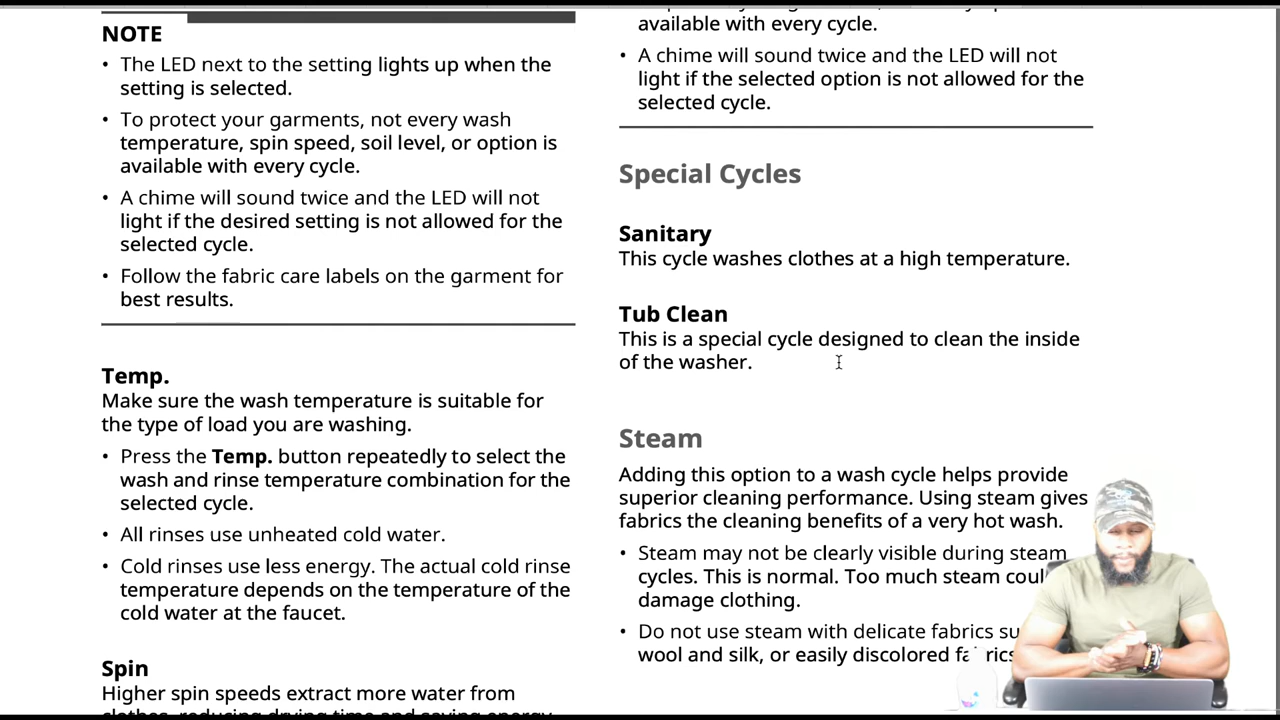 NOTE
• The LED next to the setting lights up when the
setting is selected.
• To protect your garments, not every wash
temperature, spin speed, soil level, or option is
available with every cycle.
• A chime will sound twice and the LED will not
light if the desired setting is not allowed for the
selected cycle.
• Follow the fabric care labels on the garment for
best results.
Temp.
Make sure the wash temperature is suitable for
the type of load you are washing.
• Press the Temp. button repeatedly to select the
wash and rinse temperature combination for the
selected cycle.
• All rinses use unheated cold water.
• Cold rinses use less energy. The actual cold rinse
temperature depends on the temperature of the
cold water at the faucet.
Spin
Higher spin speeds extract more water from
clothes, reducing drying time and saving energy.
available with every cycle.
• A chime will sound twice and the LED will not
light if the selected option is not allowed for the
selected cycle.
Special Cycles
Sanitary
This cycle washes clothes at a high temperature.
Tub Clean
This is a special cycle designed to clean the inside
of the washer.
Steam
Adding this option to a wash cycle helps provide
superior cleaning performance. Using steam gives
fabrics the cleaning benefits of a very hot wash.
• Steam may not be clearly visible during steam
cycles. This is normal. Too much steam
damage clothing.
• Do not use steam with delicate fabrics
wool and silk, or easily discolored fabrics